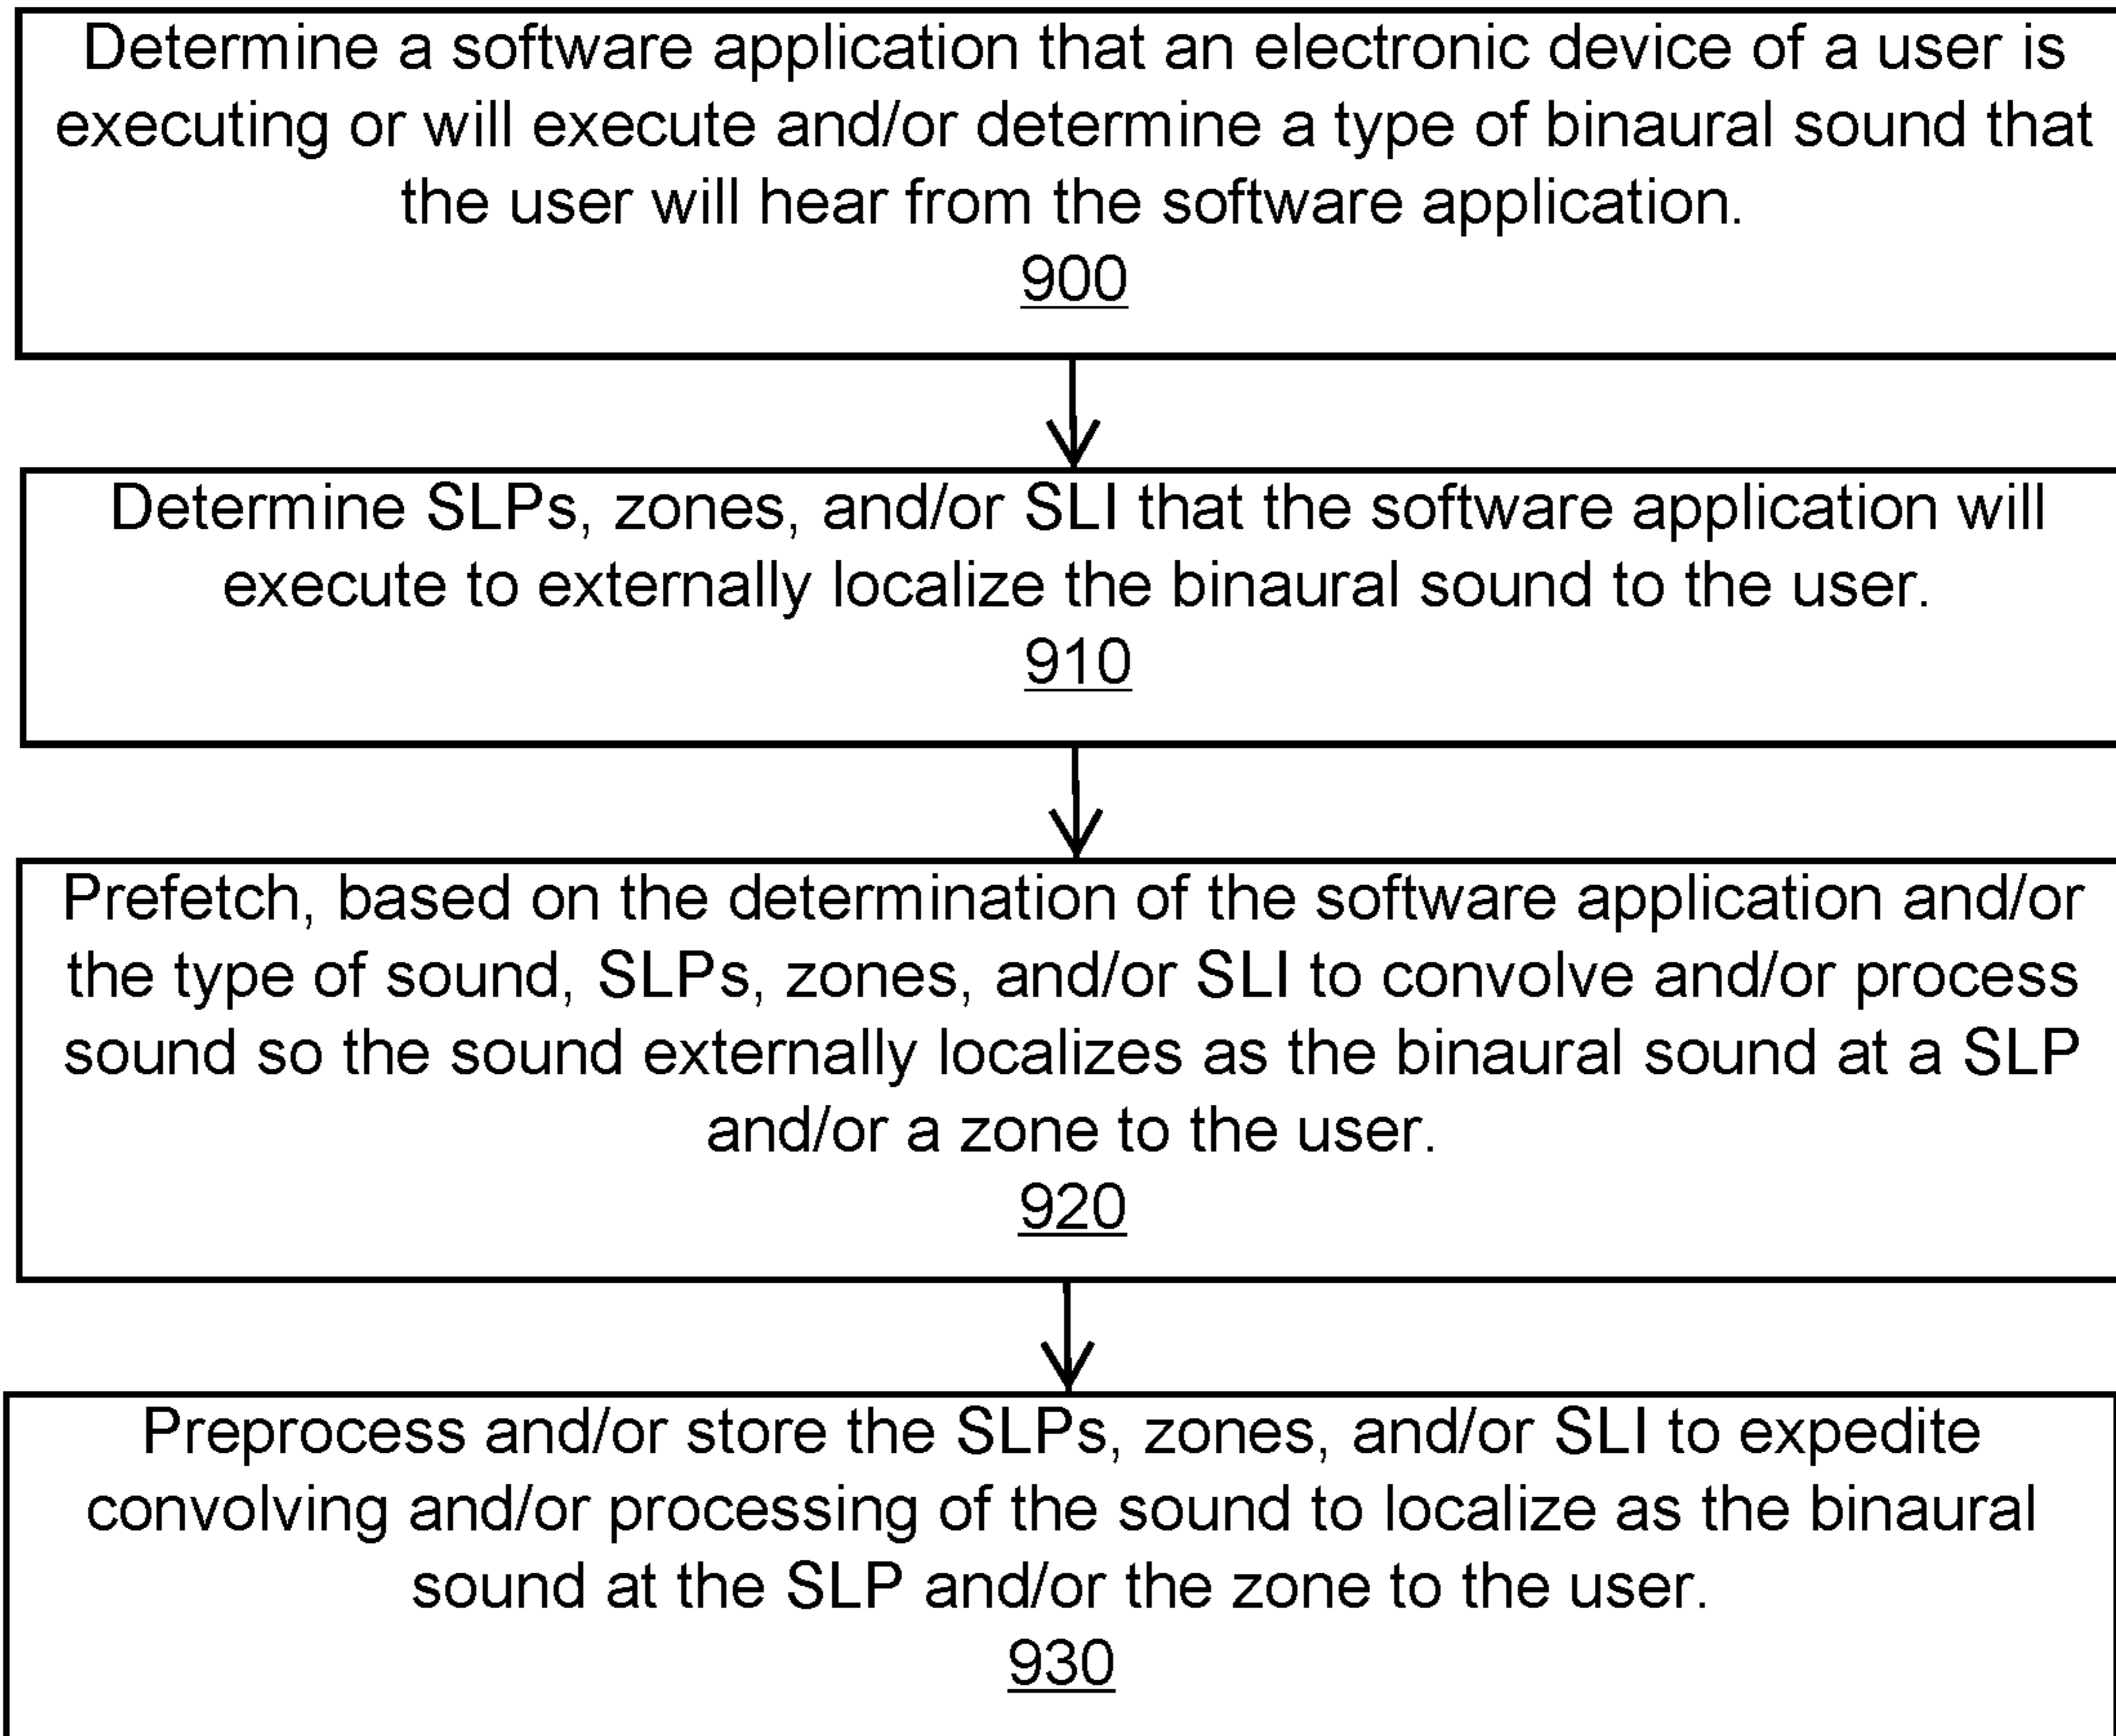 Determine a software application that an electronic device of a user is
executing or will execute and/or determine a type of binaural sound that
the user will hear from the software application.
900
Determine SLPs, zones, and/or SLI that the software application will
execute to externally localize the binaural sound to the user.
910
Prefetch, based on the determination of the software application and/or
the type of sound, SLPs, zones, and/or SLI to convolve and/or process
sound so the sound externally localizes as the binaural sound at a SLP
and/or a zone to the user.
920
Preprocess and/or store the SLPs, zones, and/or SLI to expedite
convolving and/or processing of the sound to localize as the binaural
sound at the SLP and/or the zone to the user.
930